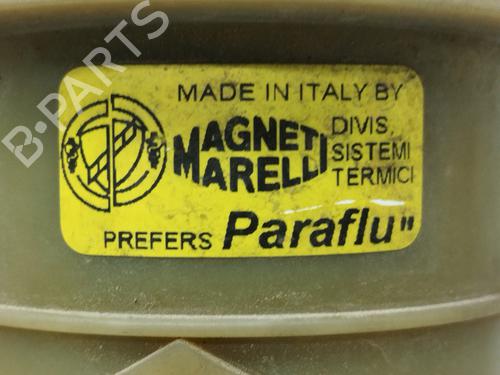 B-PARTS
MADE IN ITALY BY
MAGNETI
MARELLI
DIVIS.
SISTEMI
TERMICI
PREFERS Paraflu"